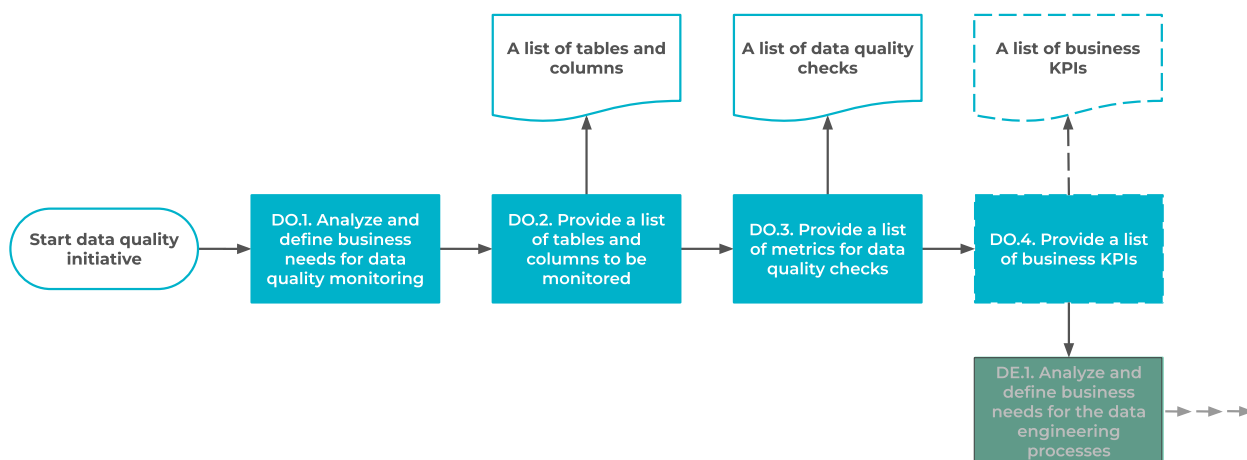 A list of tables and
columns
A list of data quality
checks
A list of business
KPIs
Start data quality
initiative
DO.1. Analyze and
define business
needs for data
quality monitoring
DO.2. Provide a list
of tables and
columns to be
monitored
DO.3. Provide a list
of metrics for data
quality checks
DO.4. Provide a list
of business KPIs
DE.1. Analyze and
define business
needs for the data
engineering
processes